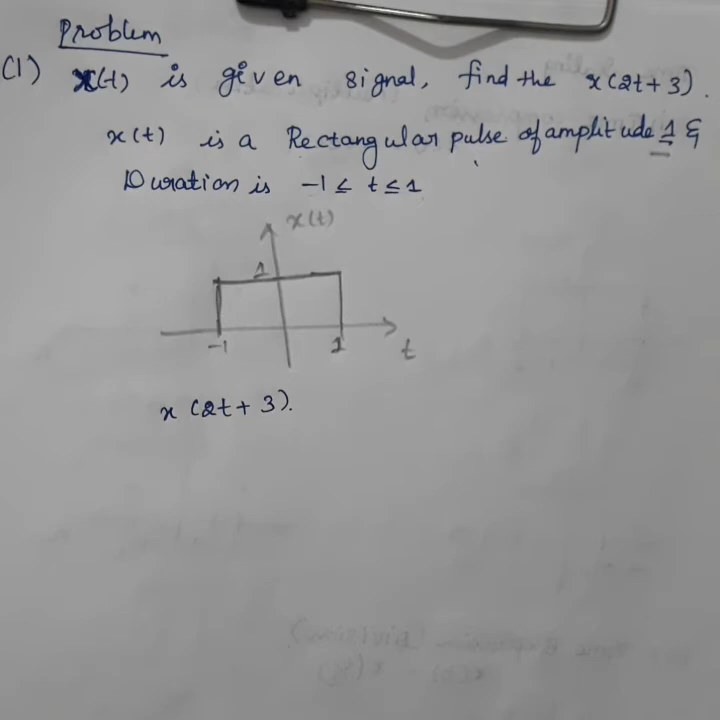 Problem
(1) x(t) is given signal, find the x(2t+3).
x(t) is a Rectangular pulse of amplitude 1 &
Duration is -1 ≤ t ≤ 1
x(t)
1
-1 1
t
x(2t+3).